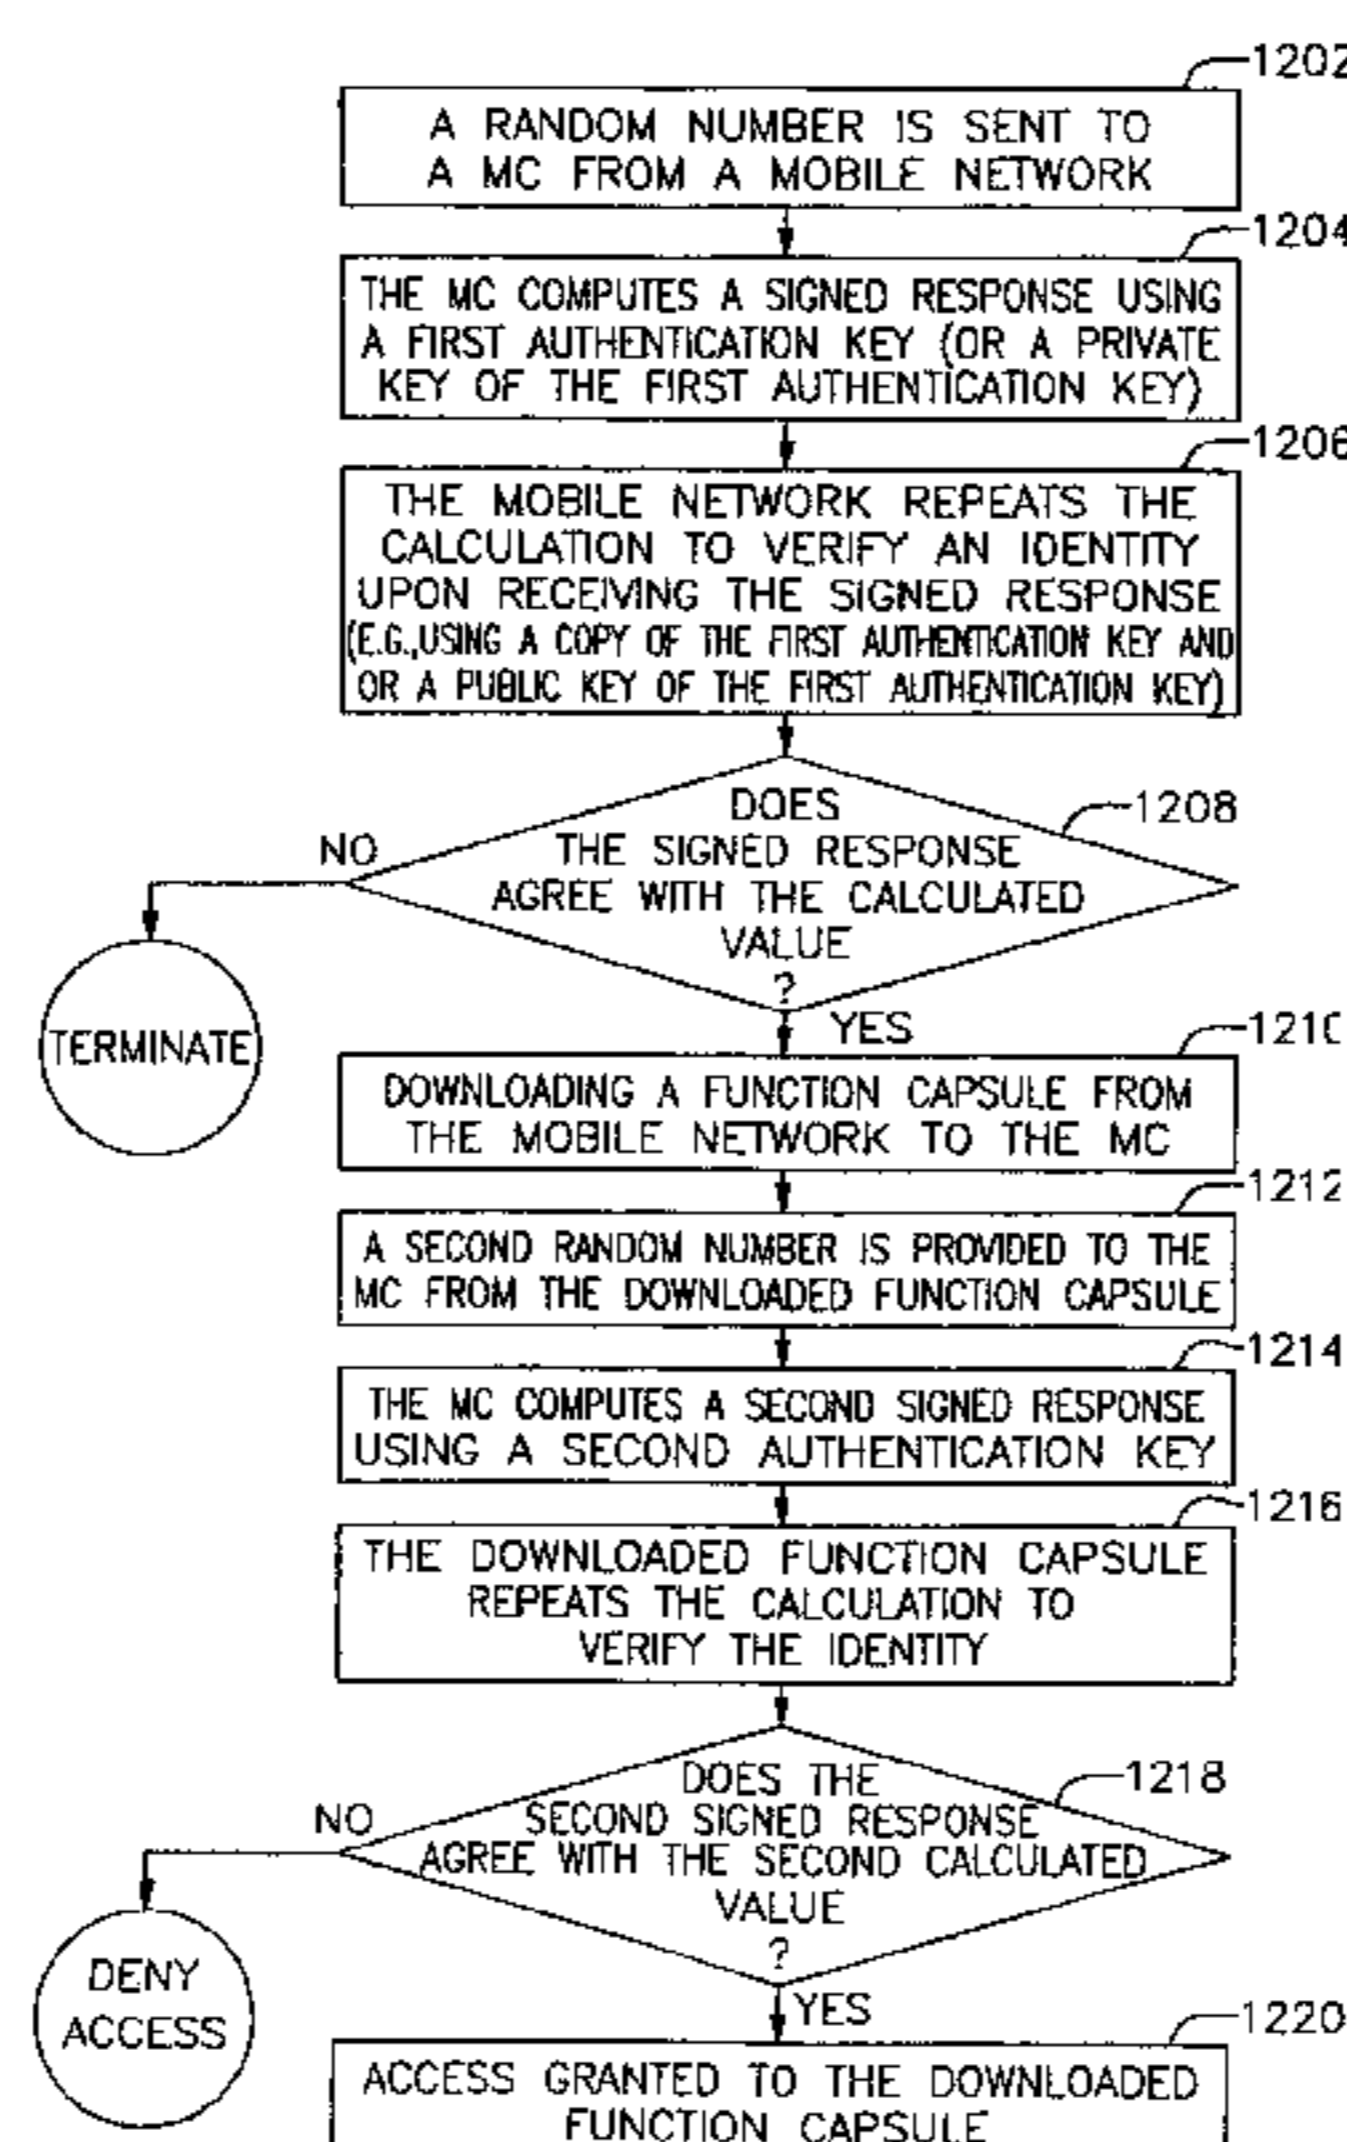 1202
A RANDOM NUMBER IS SENT TO
A MC FROM A MOBILE NETWORK
1204
THE MC COMPUTES A SIGNED RESPONSE USING
A FIRST AUTHENTICATION KEY (OR A PRIVATE
KEY OF THE FIRST AUTHENTICATION KEY)
1206
THE MOBILE NETWORK REPEATS THE
CALCULATION TO VERIFY AN IDENTITY
UPON RECEIVING THE SIGNED RESPONSE
(E.G.,USING A COPY OF THE FIRST AUTHENTICATION KEY AND
OR A PUBLIC KEY OF THE FIRST AUTHENTICATION KEY)
1208
DOES
THE SIGNED RESPONSE
AGREE WITH THE CALCULATED
VALUE
?
NO
TERMINATE
YES
1210
DOWNLOADING A FUNCTION CAPSULE FROM
THE MOBILE NETWORK TO THE MC
1212
A SECOND RANDOM NUMBER IS PROVIDED TO THE
MC FROM THE DOWNLOADED FUNCTION CAPSULE
1214
THE MC COMPUTES A SECOND SIGNED RESPONSE
USING A SECOND AUTHENTICATION KEY
1216
THE DOWNLOADED FUNCTION CAPSULE
REPEATS THE CALCULATION TO
VERIFY THE IDENTITY
1218
DOES THE
SECOND SIGNED RESPONSE
AGREE WITH THE SECOND CALCULATED
VALUE
?
NO
DENY
ACCESS
YES
1220
ACCESS GRANTED TO THE DOWNLOADED
FUNCTION CAPSULE